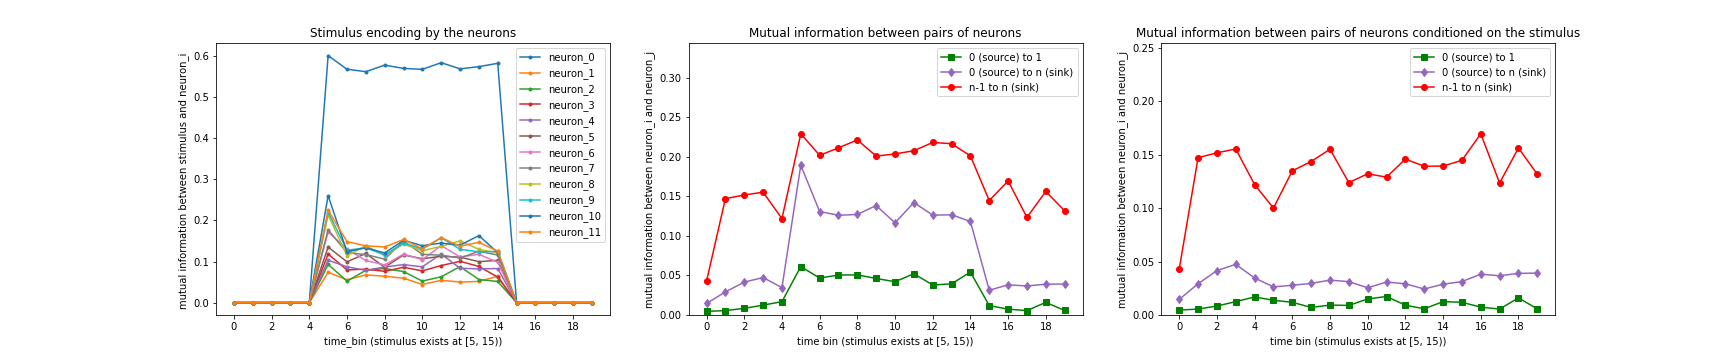 Stimulus encoding by the neurons
mutual information between stimulus and neuron_i
0.6
0.5
0.4
0.3
0.2
0.1
0.0
0 2 4 6 8 10 12 14 16 18
time_bin (stimulus exists at [5, 15))
neuron_0
neuron_1
neuron_2
neuron_3
neuron_4
neuron_5
neuron_6
neuron_7
neuron_8
neuron_9
neuron_10
neuron_11
Mutual information between pairs of neurons
mutual information between neuron_i and neuron_j
0.30
0.25
0.20
0.15
0.10
0.05
0.00
0 2 4 6 8 10 12 14 16 18
time bin (stimulus exists at [5, 15))
0 (source) to 1
0 (source) to n (sink)
n-1 to n (sink)
Mutual information between pairs of neurons conditioned on the stimulus
mutual information between neuron_i and neuron_j
0.25
0.20
0.15
0.10
0.05
0.00
0 2 4 6 8 10 12 14 16 18
time bin (stimulus exists at [5, 15))
0 (source) to 1
0 (source) to n (sink)
n-1 to n (sink)